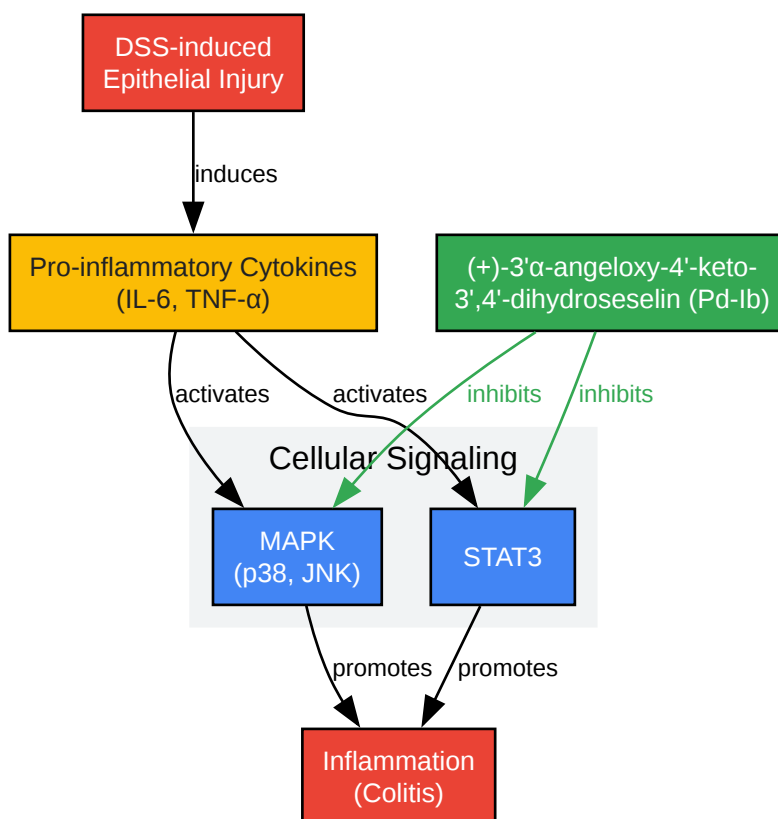 DSS-induced
Epithelial Injury
induces
Pro-inflammatory Cytokines
(IL-6, TNF-α)
(+)-3'α-angeloxy-4'-keto-
3',4'-dihydroseselin (Pd-Ib)
activates
activates
inhibits
inhibits
Cellular Signaling
MAPK
(p38, JNK)
STAT3
promotes
promotes
Inflammation
(Colitis)